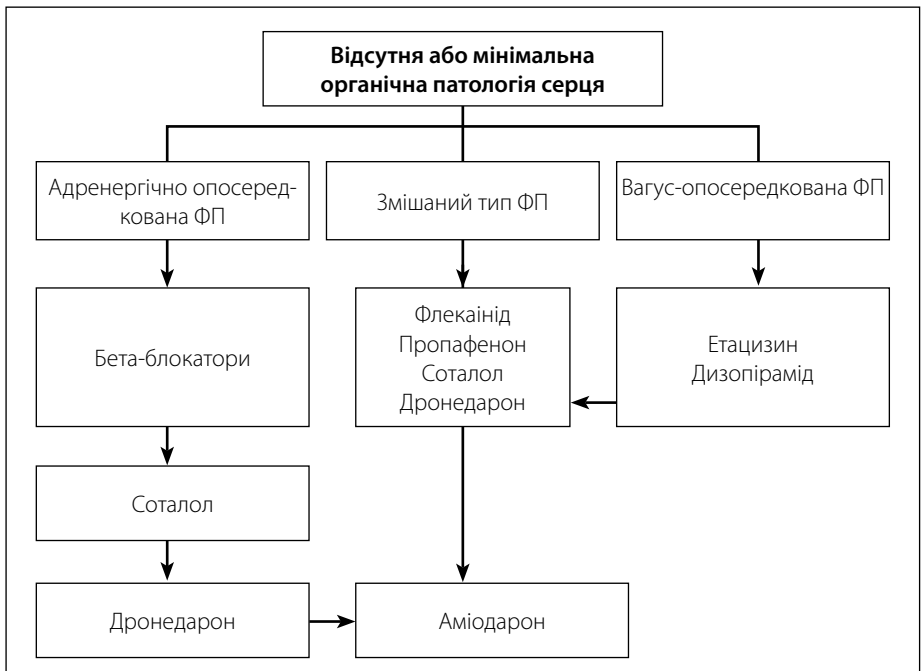 Відсутня або мінімальна
органічна патологія серця
Адренергічно опосеред-
кована ФП
Змішаний тип ФП
Вагус-опосередкована ФП
Бета-блокатори
Флекаінід
Пропафенон
Соталол
Дронедарон
Етацизин
Дизопірамід
Соталол
Дронедарон
Аміодарон